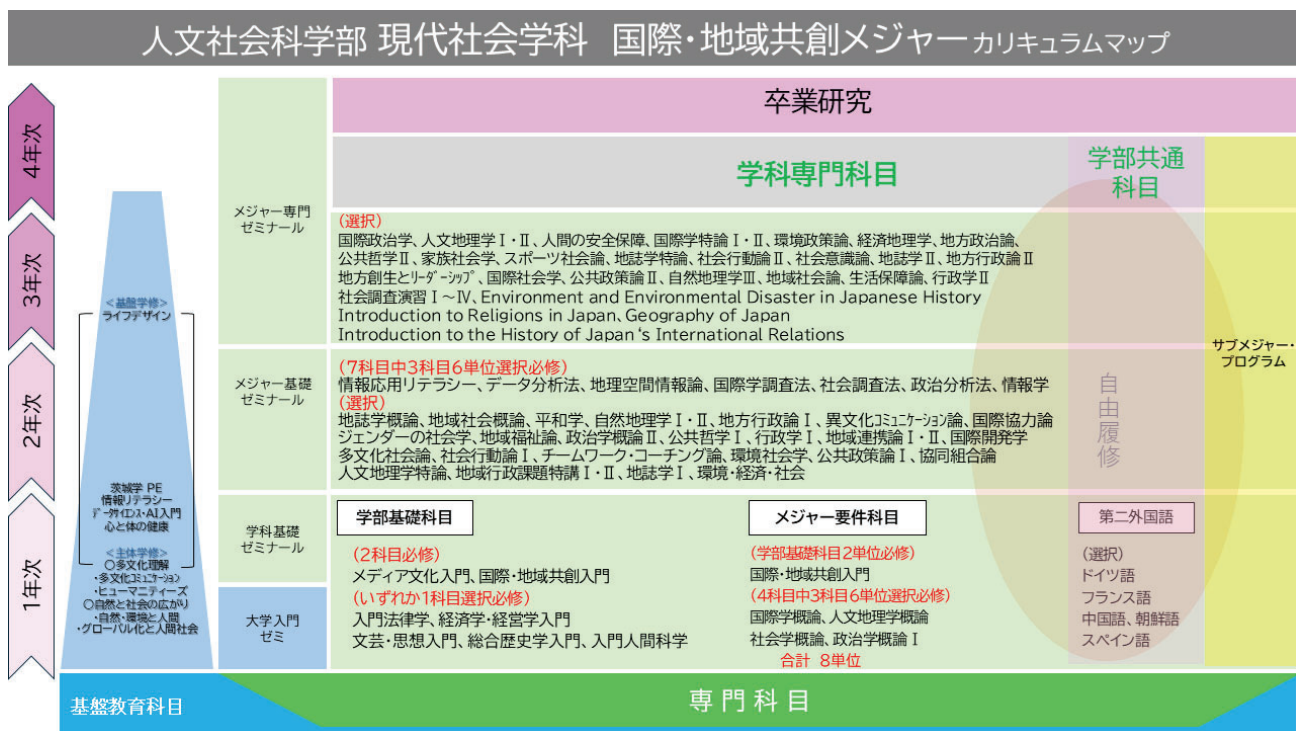 人文社会科学部 現代社会学科 国際・地域共創メジャー カリキュラムマップ
4年次
3年次
2年次
1年次
<基盤学修>
ライフデザイン
茨城学 PE
情報リテラシー
データサイエンス・AI入門
心と体の健康
<主体学修>
○多文化理解
・多文化コミュニケーション
・ヒューマニティーズ
○自然と社会の広がり
・自然・環境と人間
・グローバル化と人間社会
メジャー専門
ゼミナール
メジャー基礎
ゼミナール
学科基礎
ゼミナール
大学入門
ゼミ
卒業研究
学科専門科目
学部共通
科目
(選択)
国際政治学、人文地理学Ⅰ・Ⅱ、人間の安全保障、国際学特論Ⅰ・Ⅱ、環境政策論、経済地理学、地方政治論、
公共哲学Ⅱ、家族社会学、スポーツ社会論、地誌学特論、社会行動論Ⅱ、社会意識論、地誌学Ⅱ、地方行政論Ⅱ
地方創生とリーダーシップ、国際社会学、公共政策論Ⅱ、自然地理学Ⅲ、地域社会論、生活保障論、行政学Ⅱ
社会調査演習Ⅰ～Ⅳ、Environment and Environmental Disaster in Japanese History
Introduction to Religions in Japan、Geography of Japan
Introduction to the History of Japan‘s International Relations
(7科目中3科目6単位選択必修)
情報応用リテラシー、データ分析法、地理空間情報論、国際学調査法、社会調査法、政治分析法、情報学
(選択)
地誌学概論、地域社会概論、平和学、自然地理学Ⅰ・Ⅱ、地方行政論Ⅰ、異文化コミュニケーション論、国際協力論
ジェンダーの社会学、地域福祉論、政治学概論Ⅱ、公共哲学Ⅰ、行政学Ⅰ、地域連携論Ⅰ・Ⅱ、国際開発学
多文化社会論、社会行動論Ⅰ、チームワーク・コーチング論、環境社会学、公共政策論Ⅰ、協同組合論
人文地理学特論、地域行政課題特講Ⅰ・Ⅱ、地誌学Ⅰ、環境・経済・社会
学部基礎科目
(2科目必修)
メディア文化入門、国際・地域共創入門
(いずれか1科目選択必修)
入門法律学、経済学・経営学入門
文芸・思想入門、総合歴史学入門、入門人間科学
メジャー要件科目
(学部基礎科目2単位必修)
国際・地域共創入門
(4科目中3科目6単位選択必修)
国際学概論、人文地理学概論
社会学概論、政治学概論Ⅰ
合計 8単位
自由履修
第二外国語
(選択)
ドイツ語
フランス語
中国語、朝鮮語
スペイン語
サブメジャー・
プログラム
基盤教育科目
専門科目